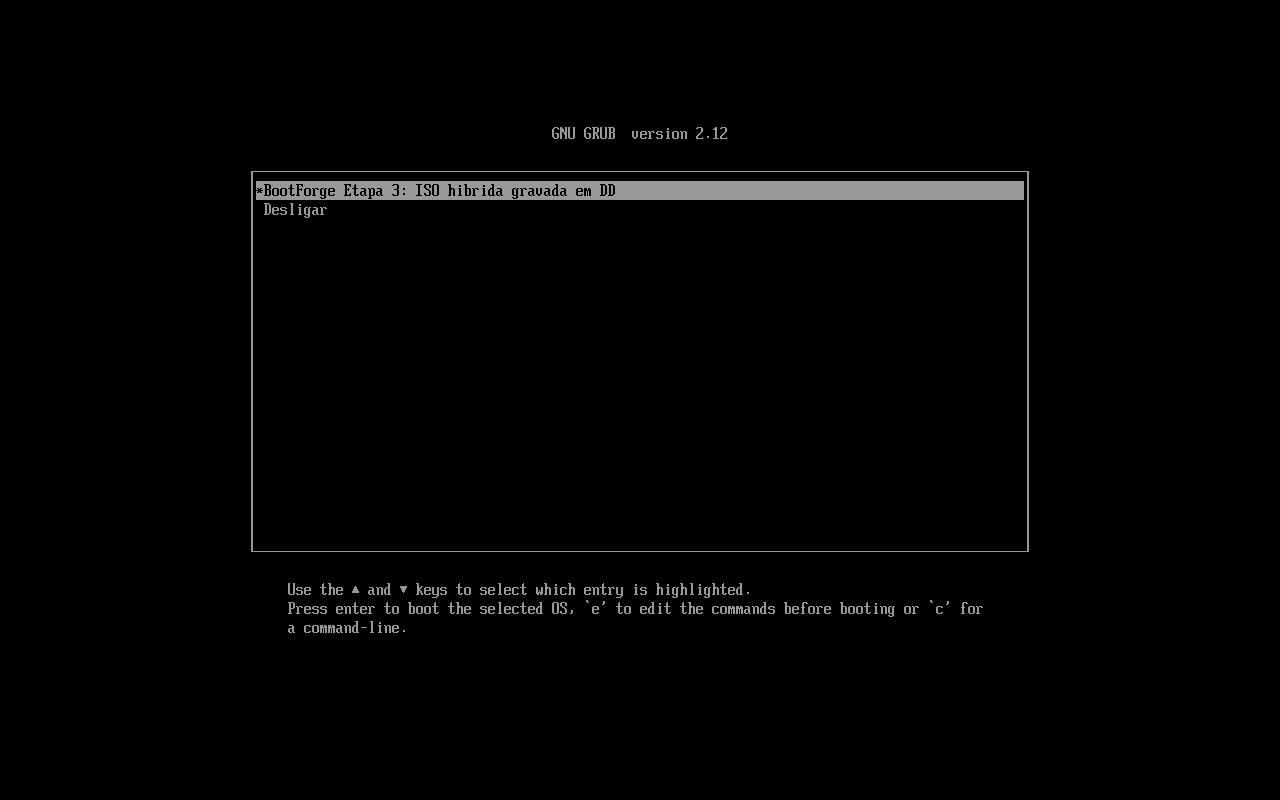 GNU GRUB  version 2.12
*BootForge Etapa 3: ISO hibrida gravada em DD
Desligar
Use the ▲ and ▼ keys to select which entry is highlighted.
Press enter to boot the selected OS, `e' to edit the commands before booting or `c' for
a command-line.